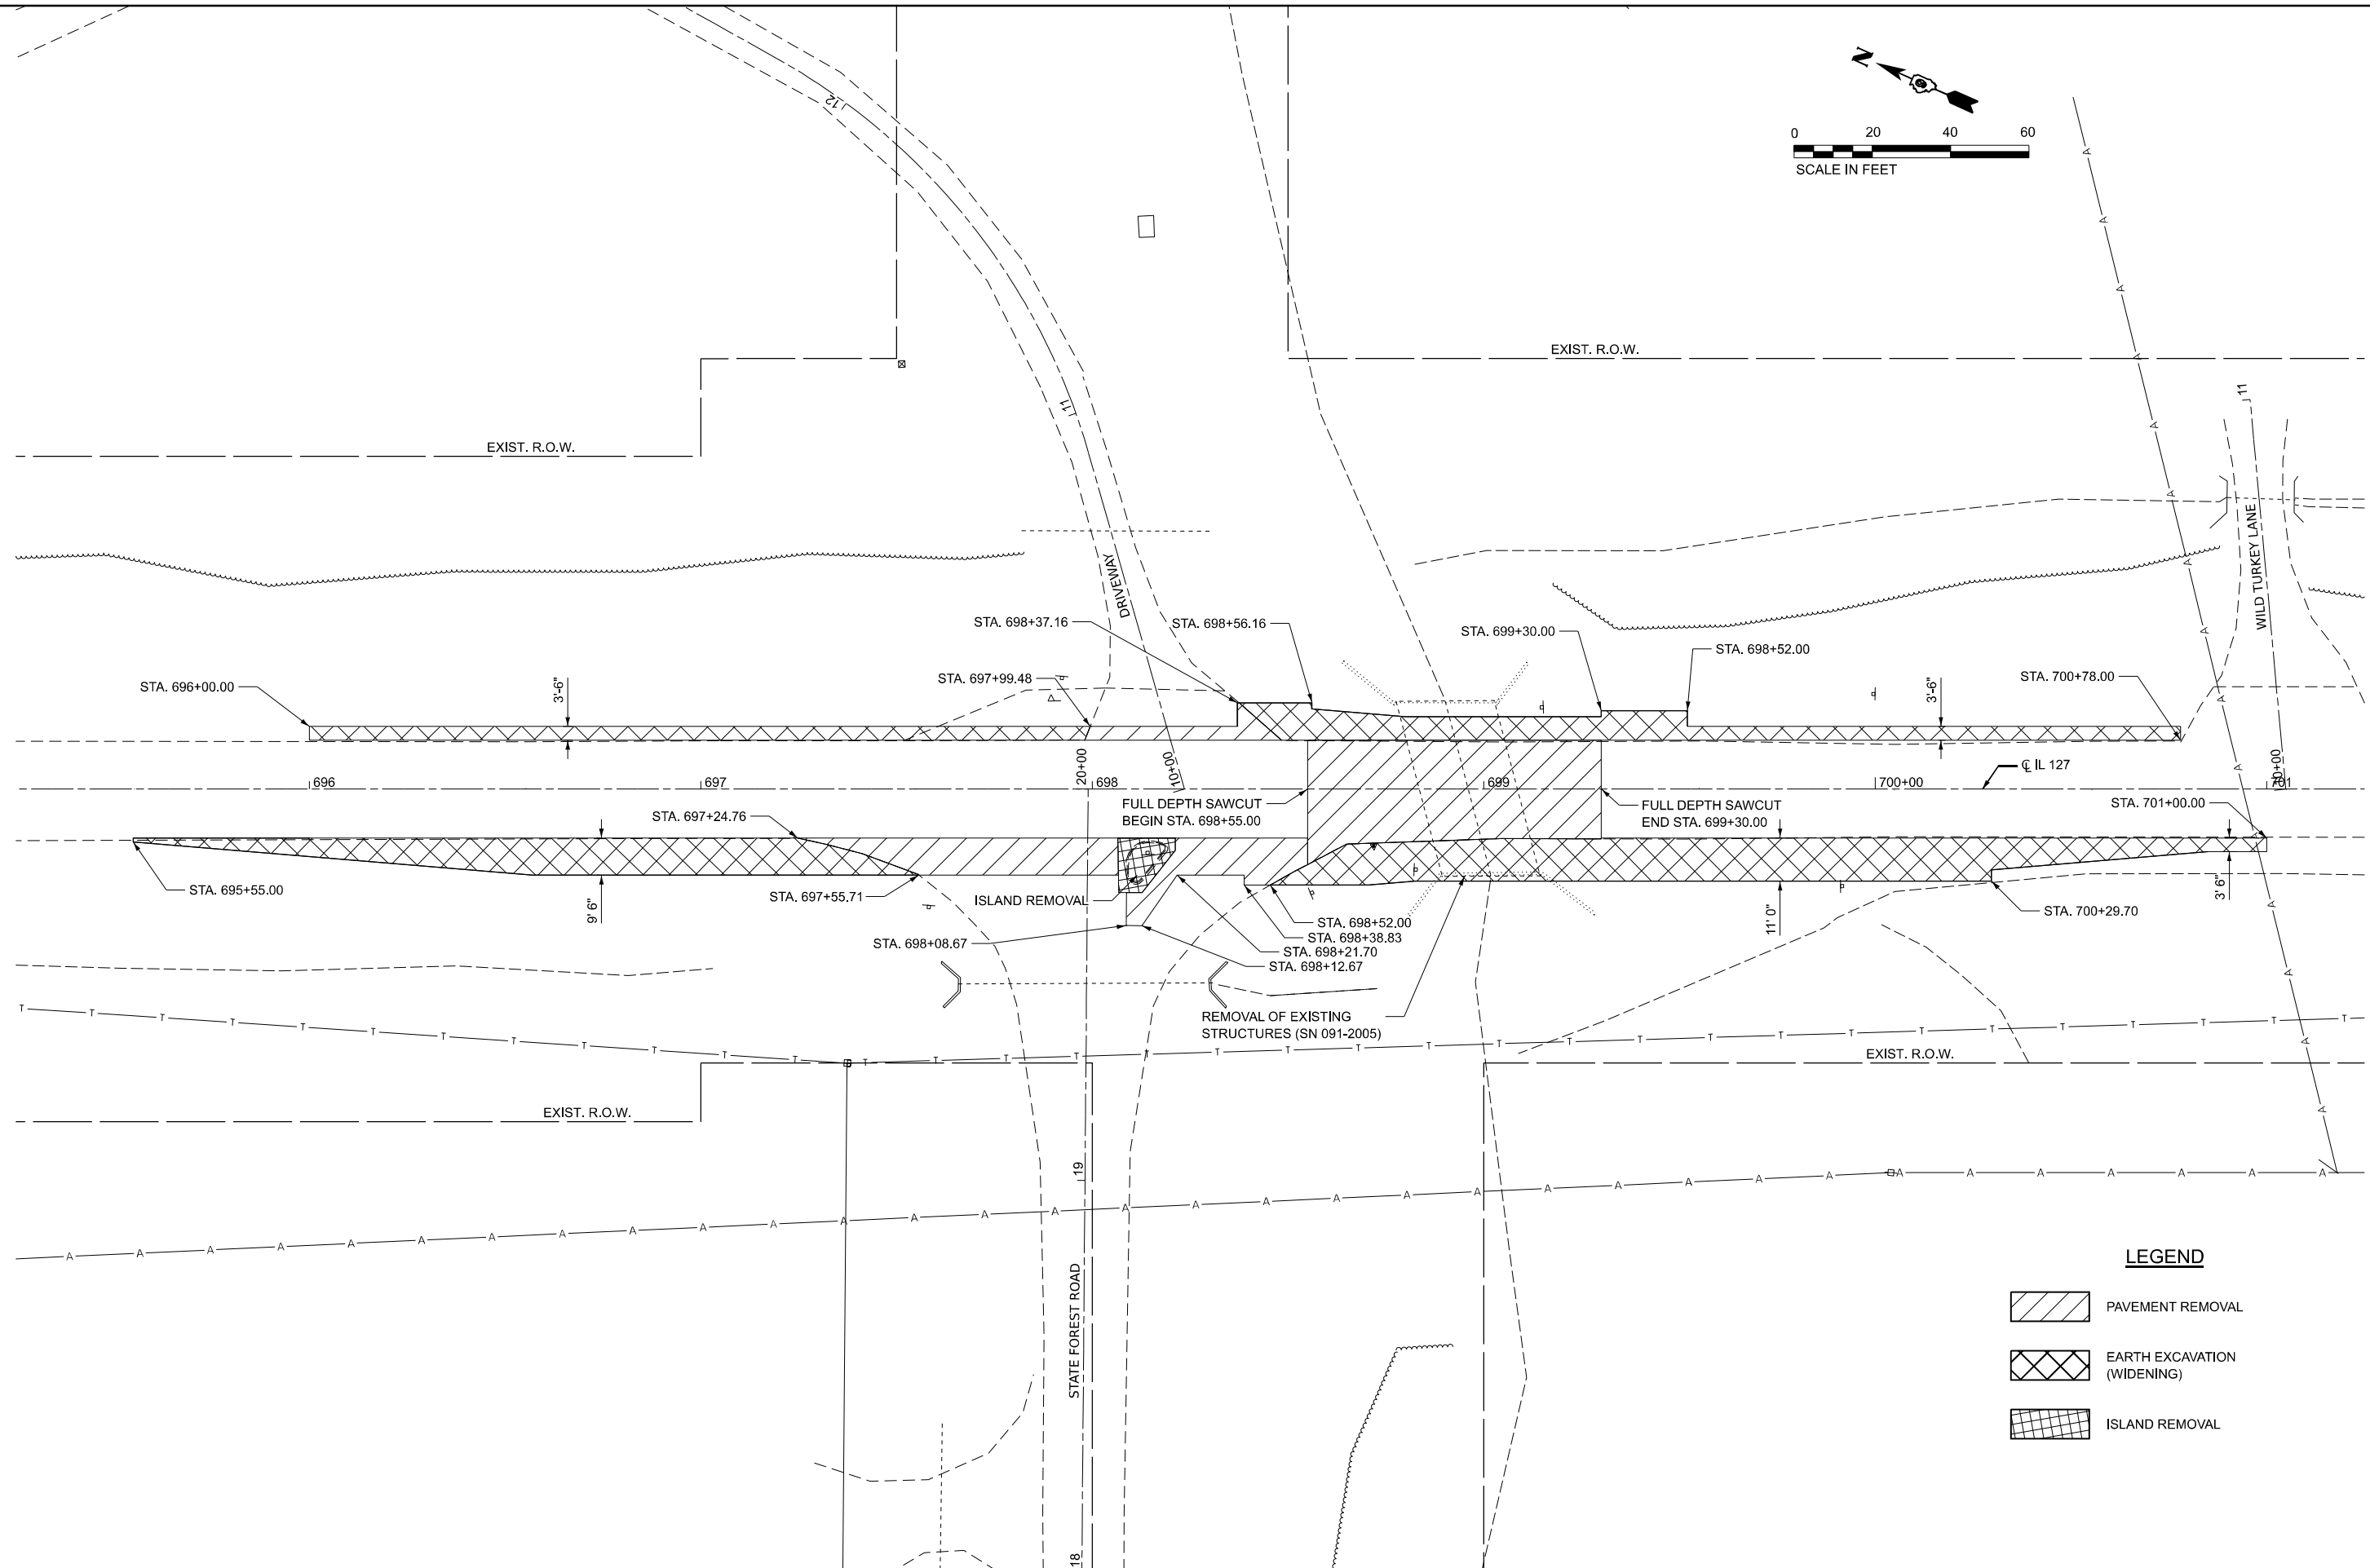 N
0 20 40 60
SCALE IN FEET
12
EXIST. R.O.W.
11
11
EXIST. R.O.W.
WILD TURKEY LANE
DRIVEWAY
STA. 698+37.16
STA. 698+56.16
STA. 699+30.00
STA. 698+52.00
STA. 696+00.00
3'-6"
STA. 697+99.48
3'-6"
STA. 700+78.00
20+00
10+00
10+00
℄ IL 127
696
697
698
699
700+00
701
FULL DEPTH SAWCUT
BEGIN STA. 698+55.00
FULL DEPTH SAWCUT
END STA. 699+30.00
STA. 701+00.00
STA. 697+24.76
STA. 695+55.00
9' 6"
STA. 697+55.71
ISLAND REMOVAL
3' 6"
11' 0"
STA. 700+29.70
STA. 698+52.00
STA. 698+38.83
STA. 698+21.70
STA. 698+12.67
STA. 698+08.67
REMOVAL OF EXISTING
STRUCTURES (SN 091-2005)
T T T T T T T T T T T T T T T T T T T T T T T T T T T T T T T T T T
EXIST. R.O.W.
EXIST. R.O.W.
19
A A A A A A A A A A A A A A A A A A A A A A A A A A A A A A A A
STATE FOREST ROAD
18
LEGEND
PAVEMENT REMOVAL
EARTH EXCAVATION
(WIDENING)
ISLAND REMOVAL